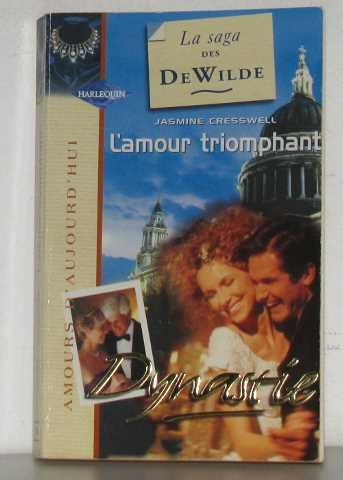 La saga
DES
DEWILDE
HARLEQUIN
JASMINE CRESSWELL
L'amour triomphant
AMOURS D'AUJOURD'HUI
Dynastie